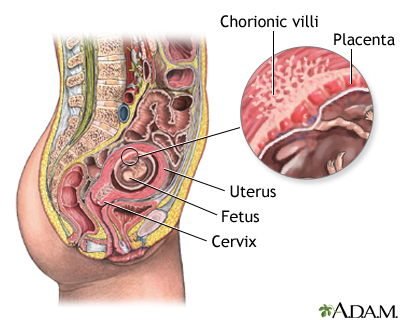 Chorionic villi
Placenta
Uterus
Fetus
Cervix
A.D.A.M.